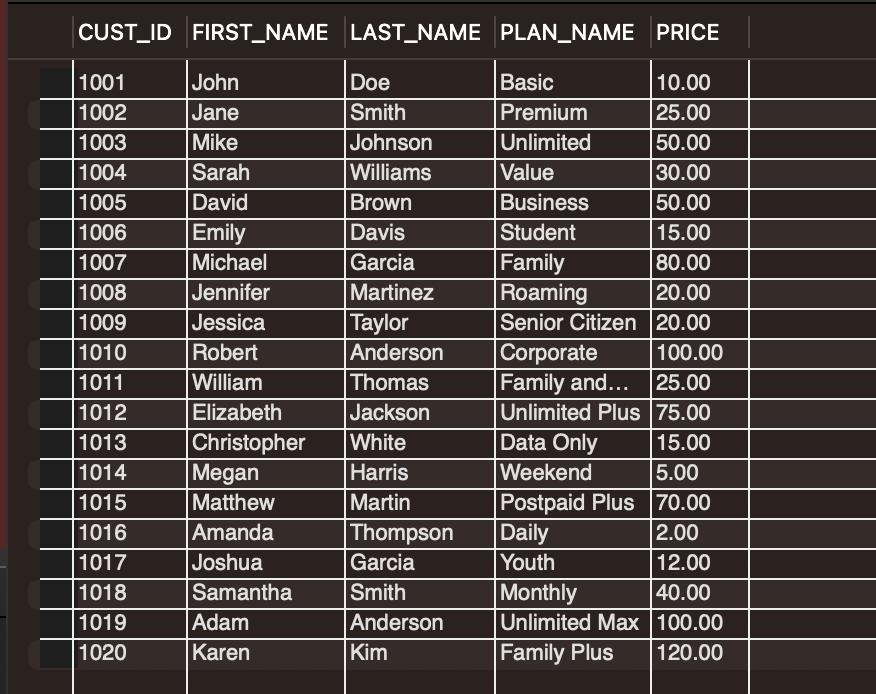 CUST_ID FIRST_NAME LAST_NAME PLAN_NAME PRICE
1001 John Doe Basic 10.00
1002 Jane Smith Premium 25.00
1003 Mike Johnson Unlimited 50.00
1004 Sarah Williams Value 30.00
1005 David Brown Business 50.00
1006 Emily Davis Student 15.00
1007 Michael Garcia Family 80.00
1008 Jennifer Martinez Roaming 20.00
1009 Jessica Taylor Senior Citizen 20.00
1010 Robert Anderson Corporate 100.00
1011 William Thomas Family and... 25.00
1012 Elizabeth Jackson Unlimited Plus 75.00
1013 Christopher White Data Only 15.00
1014 Megan Harris Weekend 5.00
1015 Matthew Martin Postpaid Plus 70.00
1016 Amanda Thompson Daily 2.00
1017 Joshua Garcia Youth 12.00
1018 Samantha Smith Monthly 40.00
1019 Adam Anderson Unlimited Max 100.00
1020 Karen Kim Family Plus 120.00